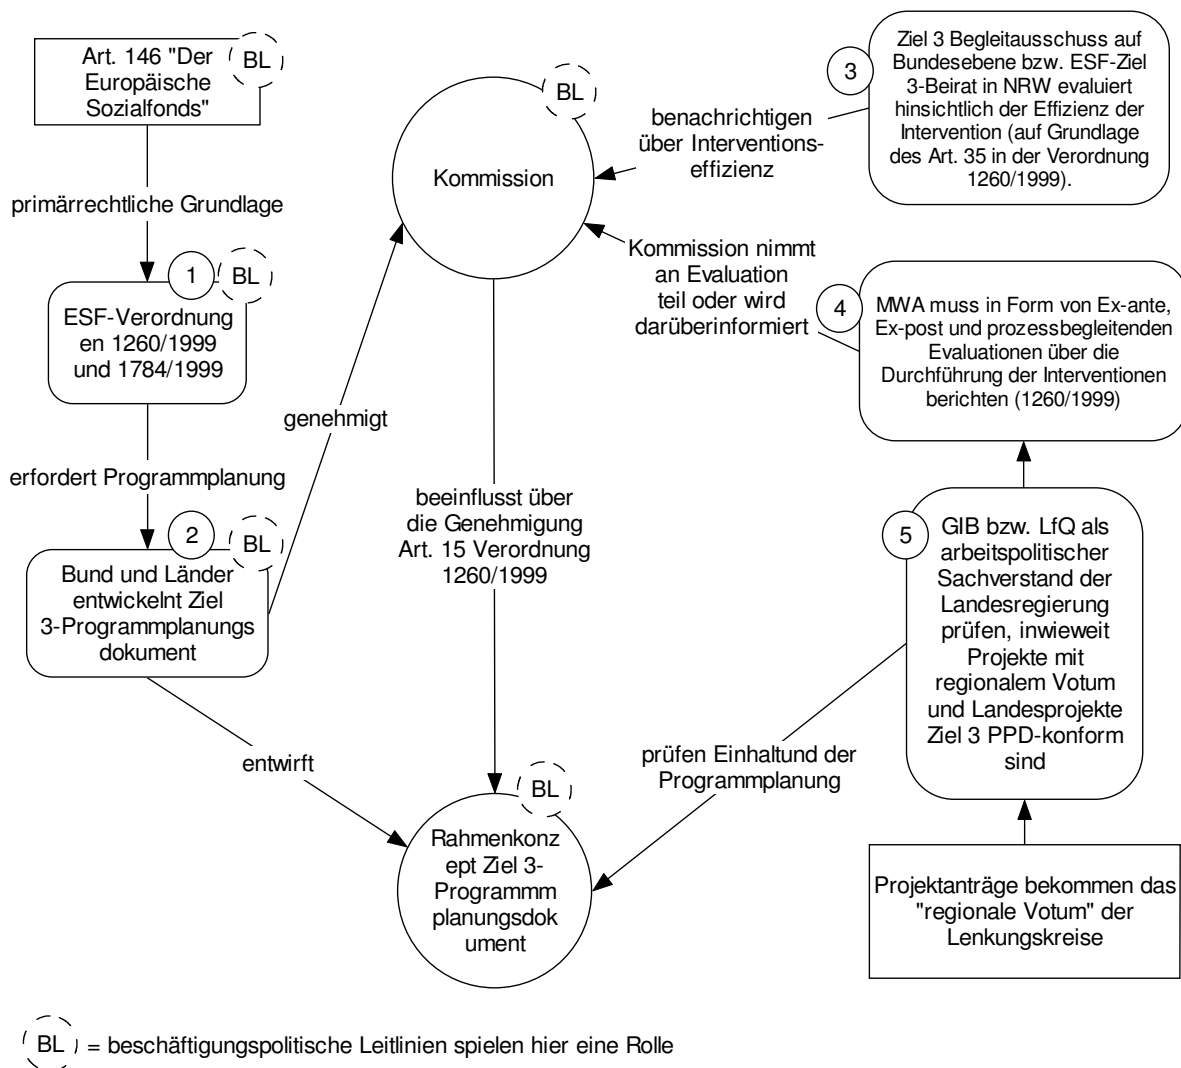 Art. 146 "Der
Europäische
Sozialfonds"
BL
primärrechtliche Grundlage
1
BL
ESF-Verordnung
en 1260/1999
und 1784/1999
erfordert Programmplanung
2
BL
Bund und Länder
entwickelnt Ziel
3-Programmplanungs
dokument
genehmigt
entwirft
BL
Kommission
beeinflusst über
die Genehmigung
Art. 15 Verordnung
1260/1999
BL
Rahmenkonz
ept Ziel 3-
Programmm
planungsdok
ument
benachrichtigen
über Interventions-
effizienz
3
Ziel 3 Begleitausschuss auf
Bundesebene bzw. ESF-Ziel
3-Beirat in NRW evaluiert
hinsichtlich der Effizienz der
Intervention (auf Grundlage
des Art. 35 in der Verordnung
1260/1999).
Kommission nimmt
an Evaluation
teil oder wird
darüberinformiert
4
MWA muss in Form von Ex-ante,
Ex-post und prozessbegleitenden
Evaluationen über die
Durchführung der Interventionen
berichten (1260/1999)
5
GIB bzw. LfQ als
arbeitspolitischer
Sachverstand der
Landesregierung
prüfen, inwieweit
Projekte mit
regionalem Votum
und Landesprojekte
Ziel 3 PPD-konform
sind
prüfen Einhaltund der
Programmplanung
Projektanträge bekommen das
"regionale Votum" der
Lenkungskreise
BL = beschäftigungspolitische Leitlinien spielen hier eine Rolle